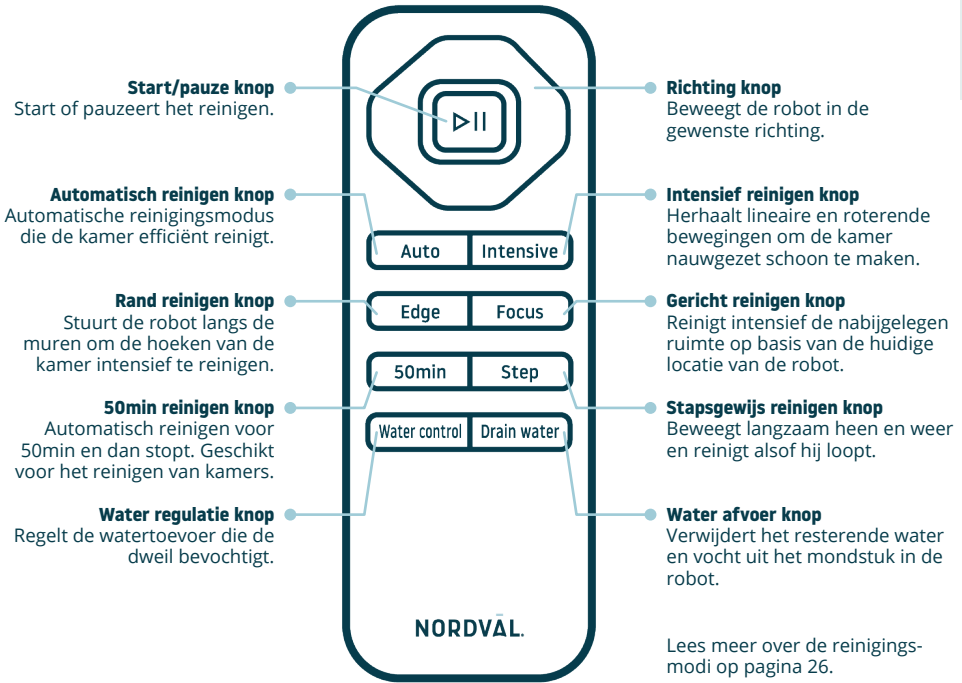 Start/pauze knop
Start of pauzeert het reinigen.
Automatisch reinigen knop
Automatische reinigingsmodus
die de kamer efficiënt reinigt.
Rand reinigen knop
Stuurt de robot langs de
muren om de hoeken van de
kamer intensief te reinigen.
50min reinigen knop
Automatisch reinigen voor
50min en dan stopt. Geschikt
voor het reinigen van kamers.
Water regulatie knop
Regelt de watertoevoer die de
dweil bevochtigt.
Auto
Intensive
Edge
Focus
50min
Step
Water control
Drain water
NORDVĀL.
Richting knop
Beweegt de robot in de
gewenste richting.
Intensief reinigen knop
Herhaalt lineaire en roterende
bewegingen om de kamer
nauwgezet schoon te maken.
Gericht reinigen knop
Reinigt intensief de nabijgelegen
ruimte op basis van de huidige
locatie van de robot.
Stapsgewijs reinigen knop
Beweegt langzaam heen en weer
en reinigt alsof hij loopt.
Water afvoer knop
Verwijdert het resterende water
en vocht uit het mondstuk in de
robot.
Lees meer over de reinigings-
modi op pagina 26.